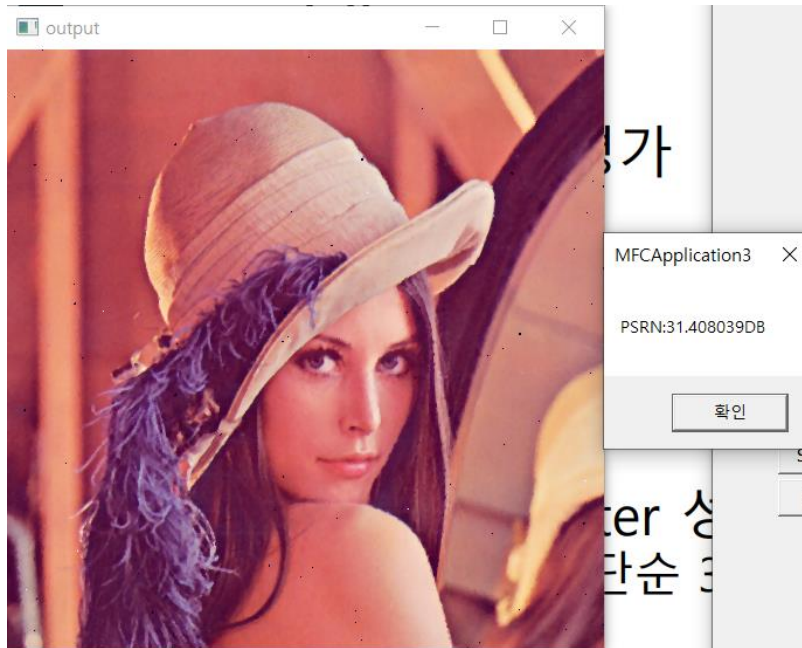 output
가
MFCApplication3
PSRN:31.408039DB
확인
ter 성
단순 3